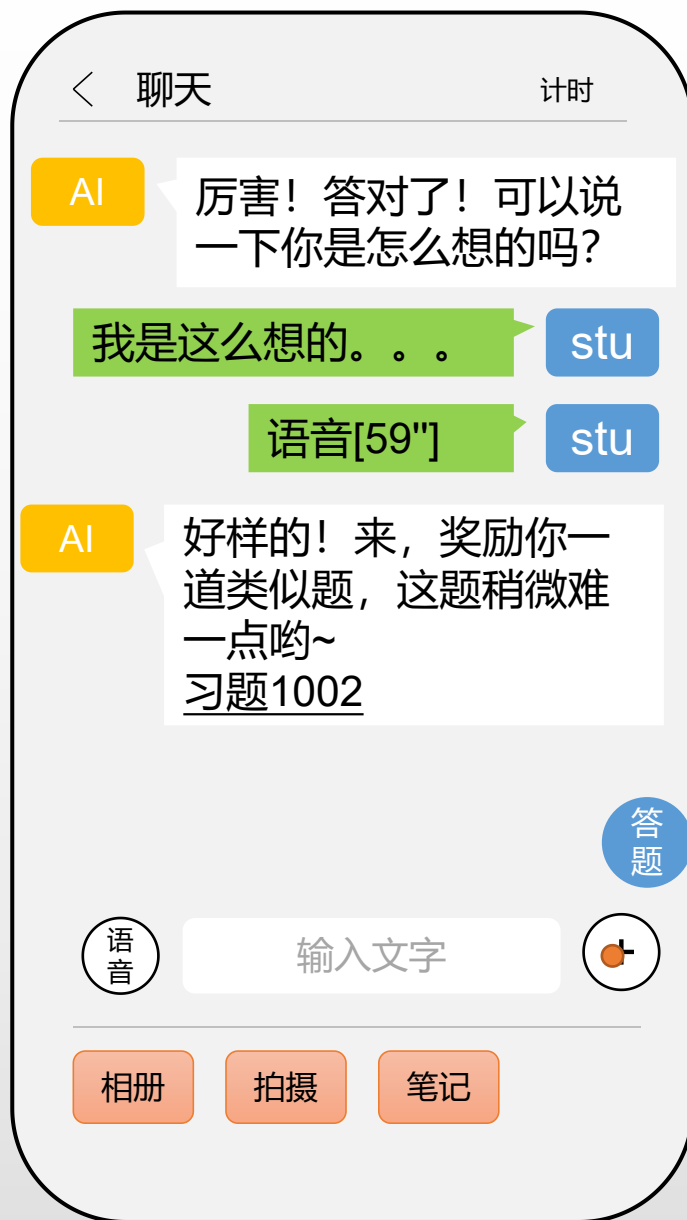 聊天
计时
AI
厉害！答对了！可以说
一下你是怎么想的吗？
我是这么想的。。。
stu
语音[59"]
stu
AI
好样的！来，奖励你一
道类似题，这题稍微难
一点哟~
习题1002
答
题
语
音
输入文字
+
相册
拍摄
笔记